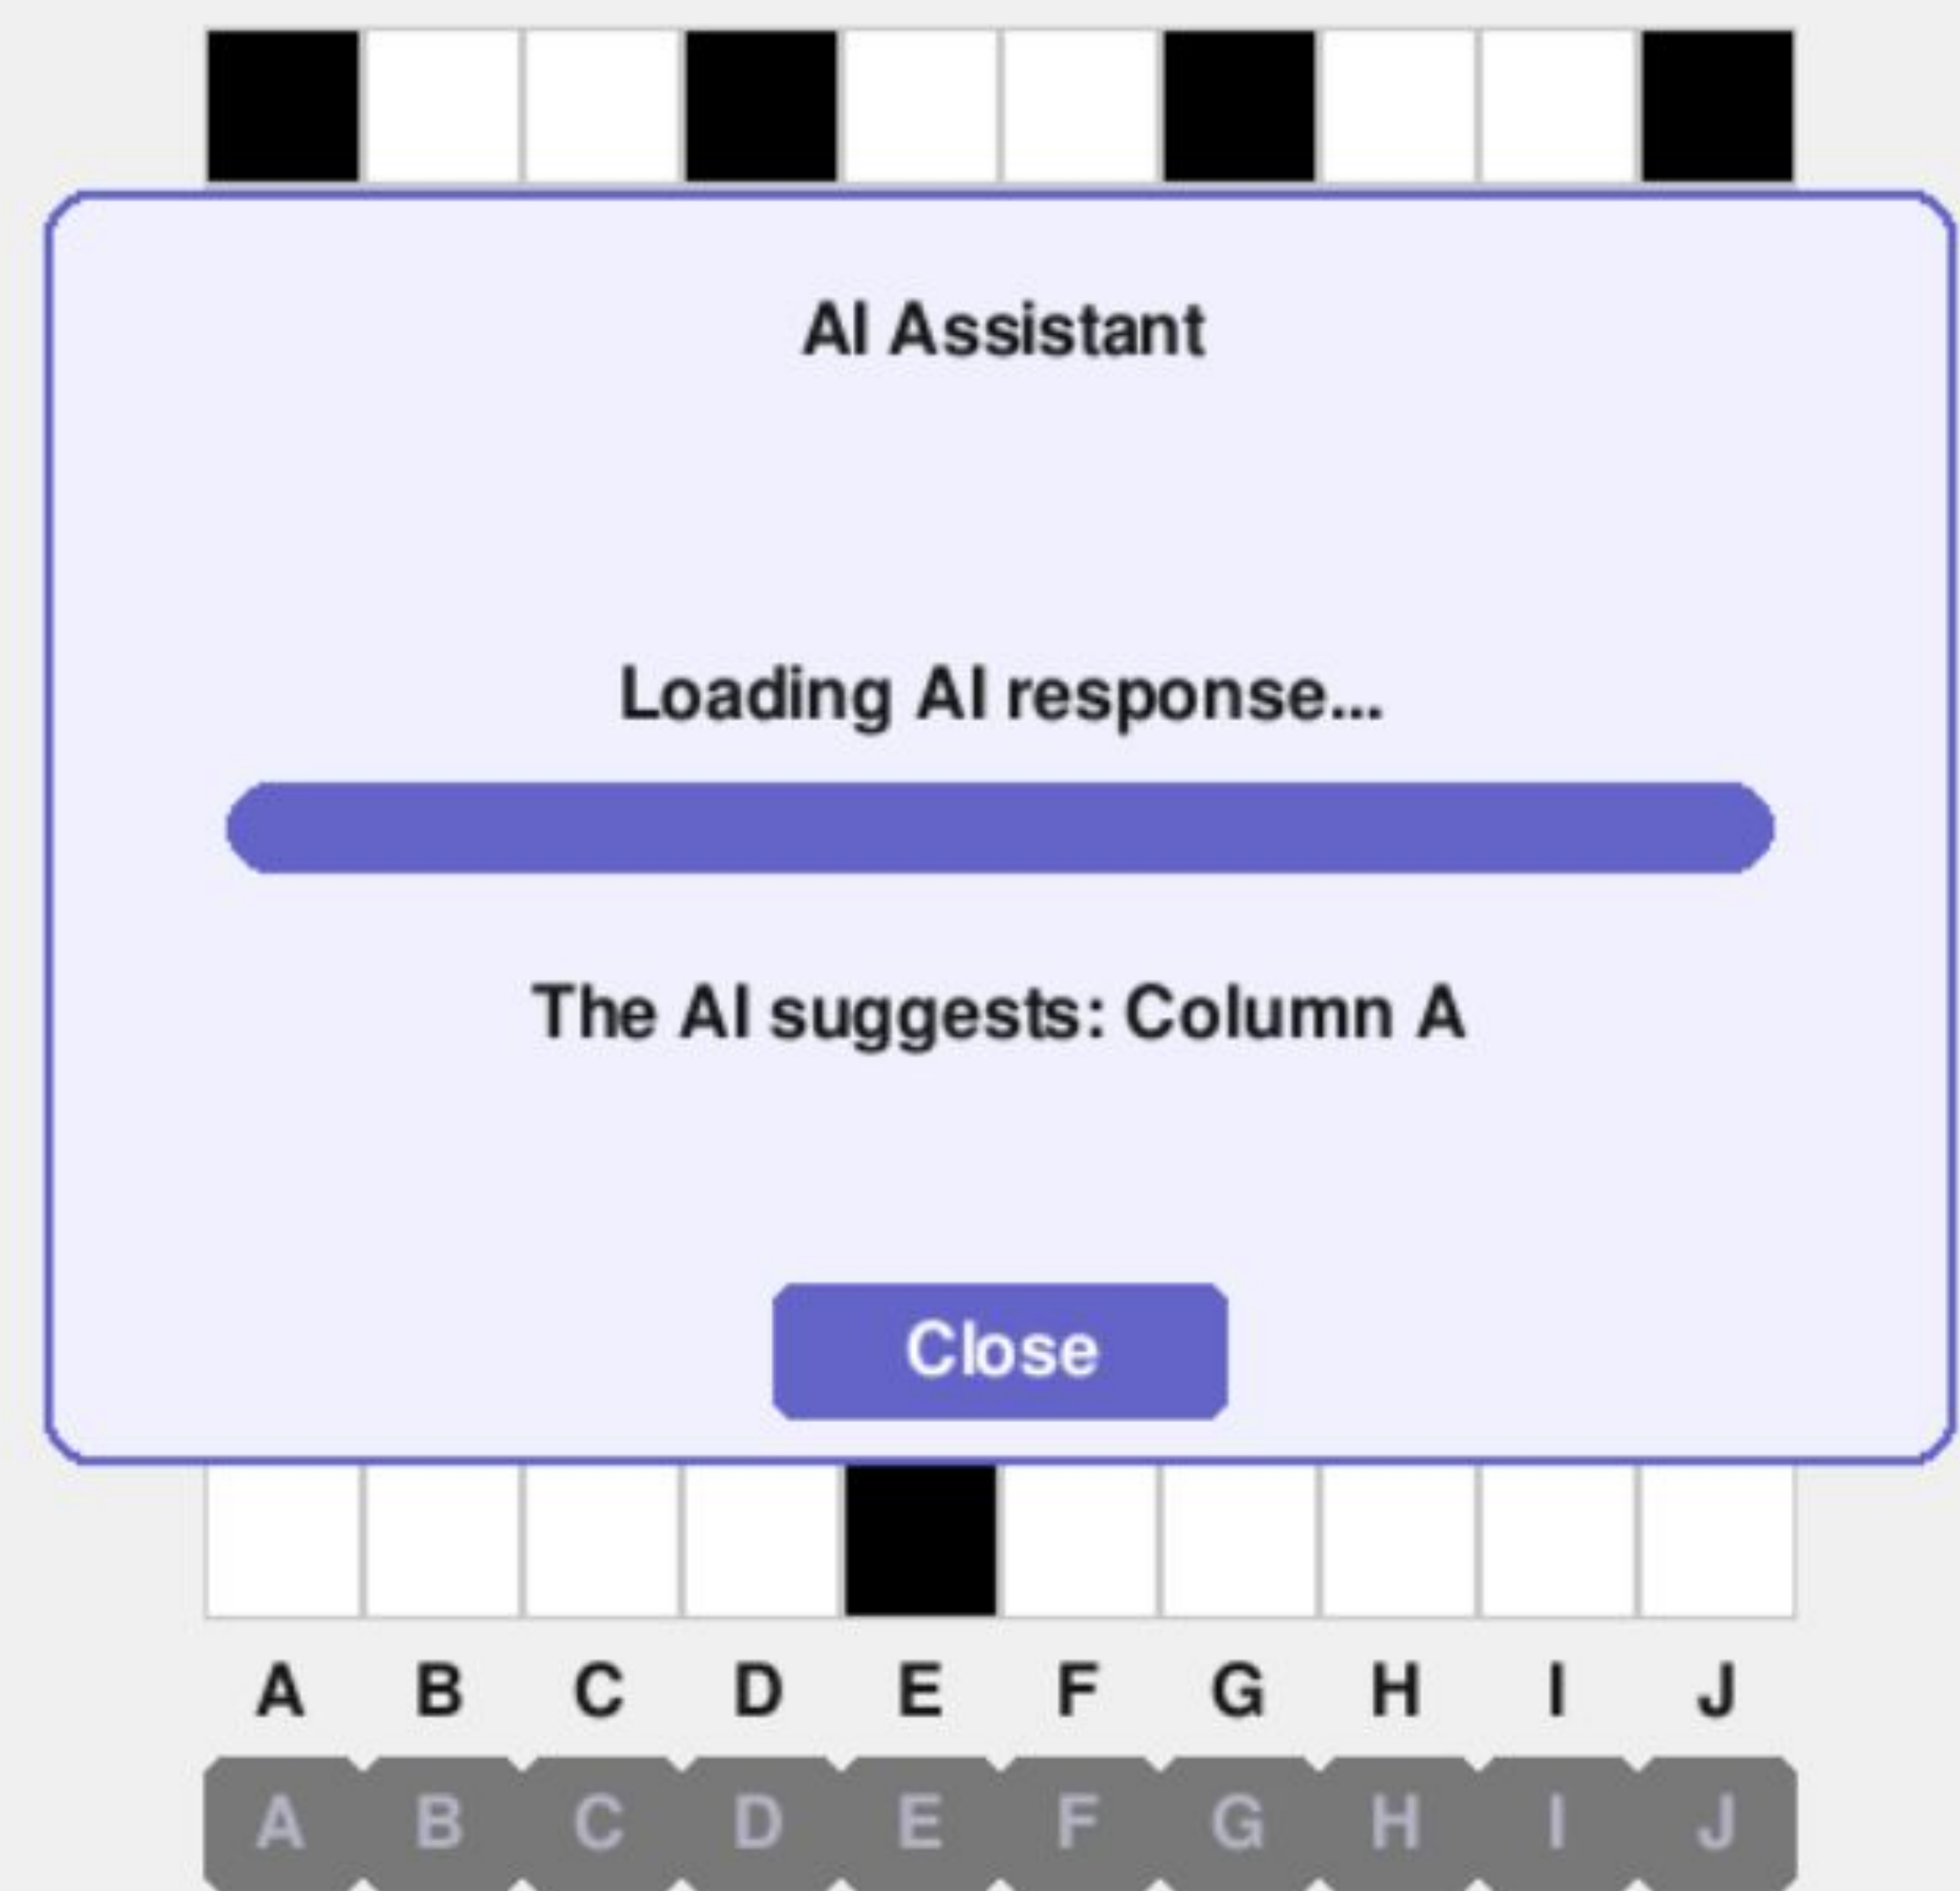 AI Assistant
Loading AI response...
The AI suggests: Column A
Close
A B C D E F G H I J
A B C D E F G H I J